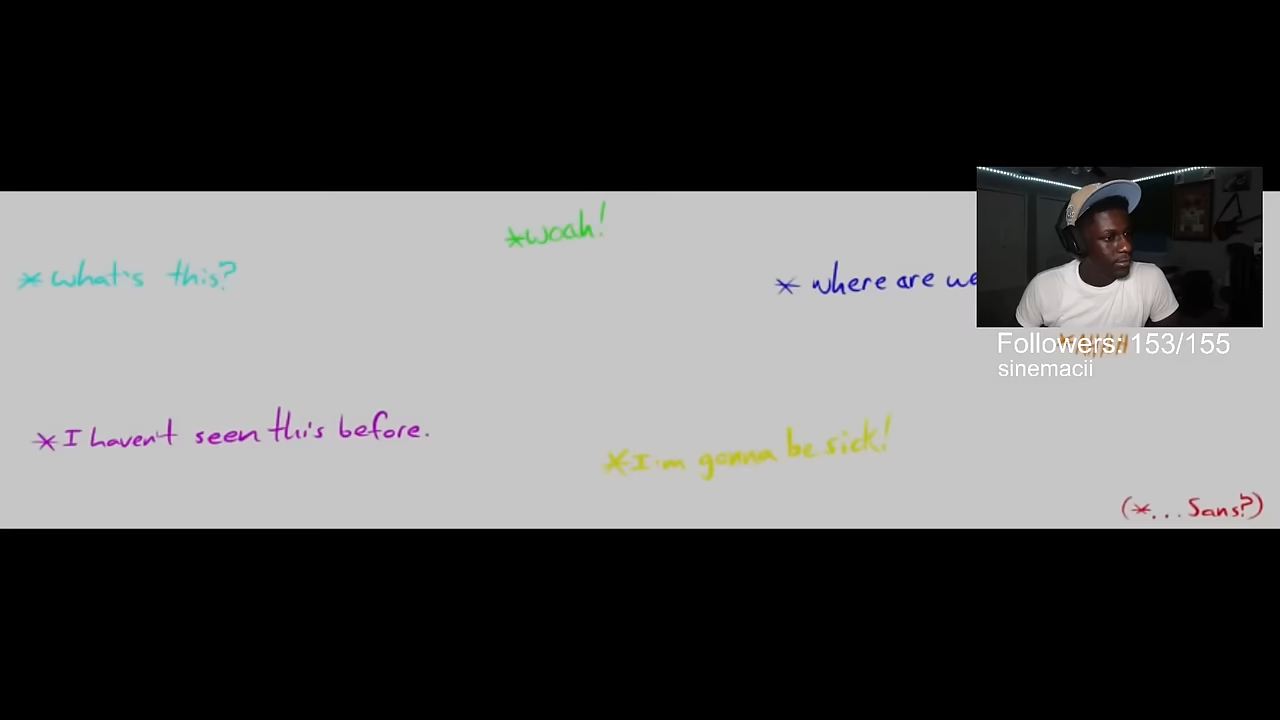 *woah!
*what's this?
* where are we
Followers: 153/155
sinemacii
*I haven't seen this before.
*I'm gonna be sick!
(*...Sans?)